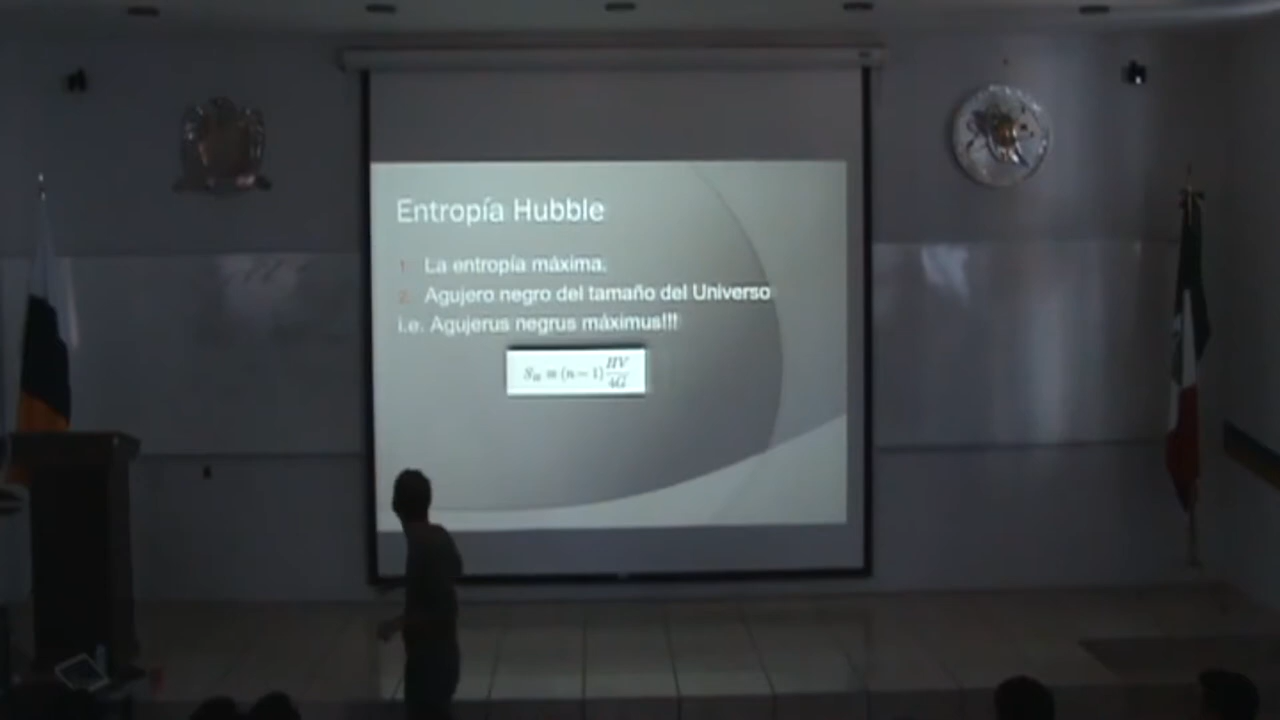 Entropía Hubble
1. La entropía máxima.
2. Agujero negro del tamaño del Universo
i.e. Agujerus negrus máximus!!!
S_H ≡ (n − 1) HV / 4G